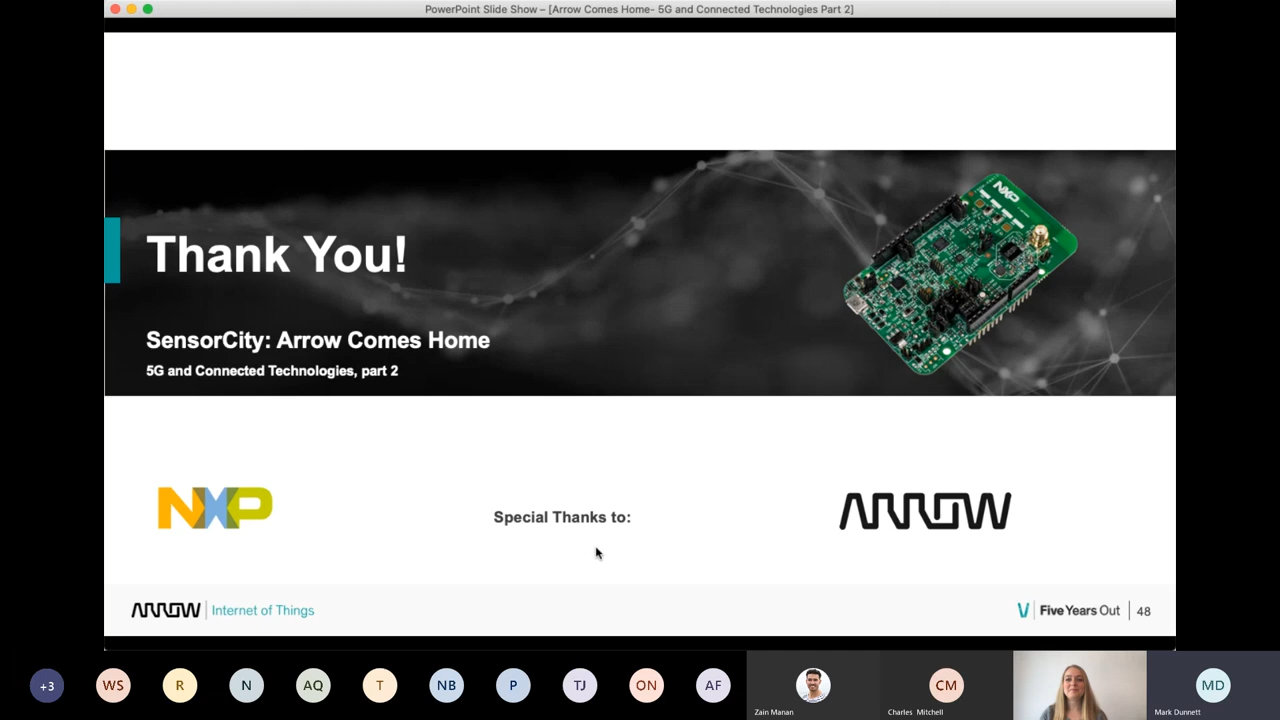 PowerPoint Slide Show – [Arrow Comes Home- 5G and Connected Technologies Part 2]
NXP
Thank You!
SensorCity: Arrow Comes Home
5G and Connected Technologies, part 2
NXP
Special Thanks to:
ARROW
ARROW | Internet of Things
Five Years Out | 48
+3
WS
R
N
AQ
T
NB
P
TJ
ON
AF
CM
MD
Zain Manan
Charles Mitchell
Mark Dunnett